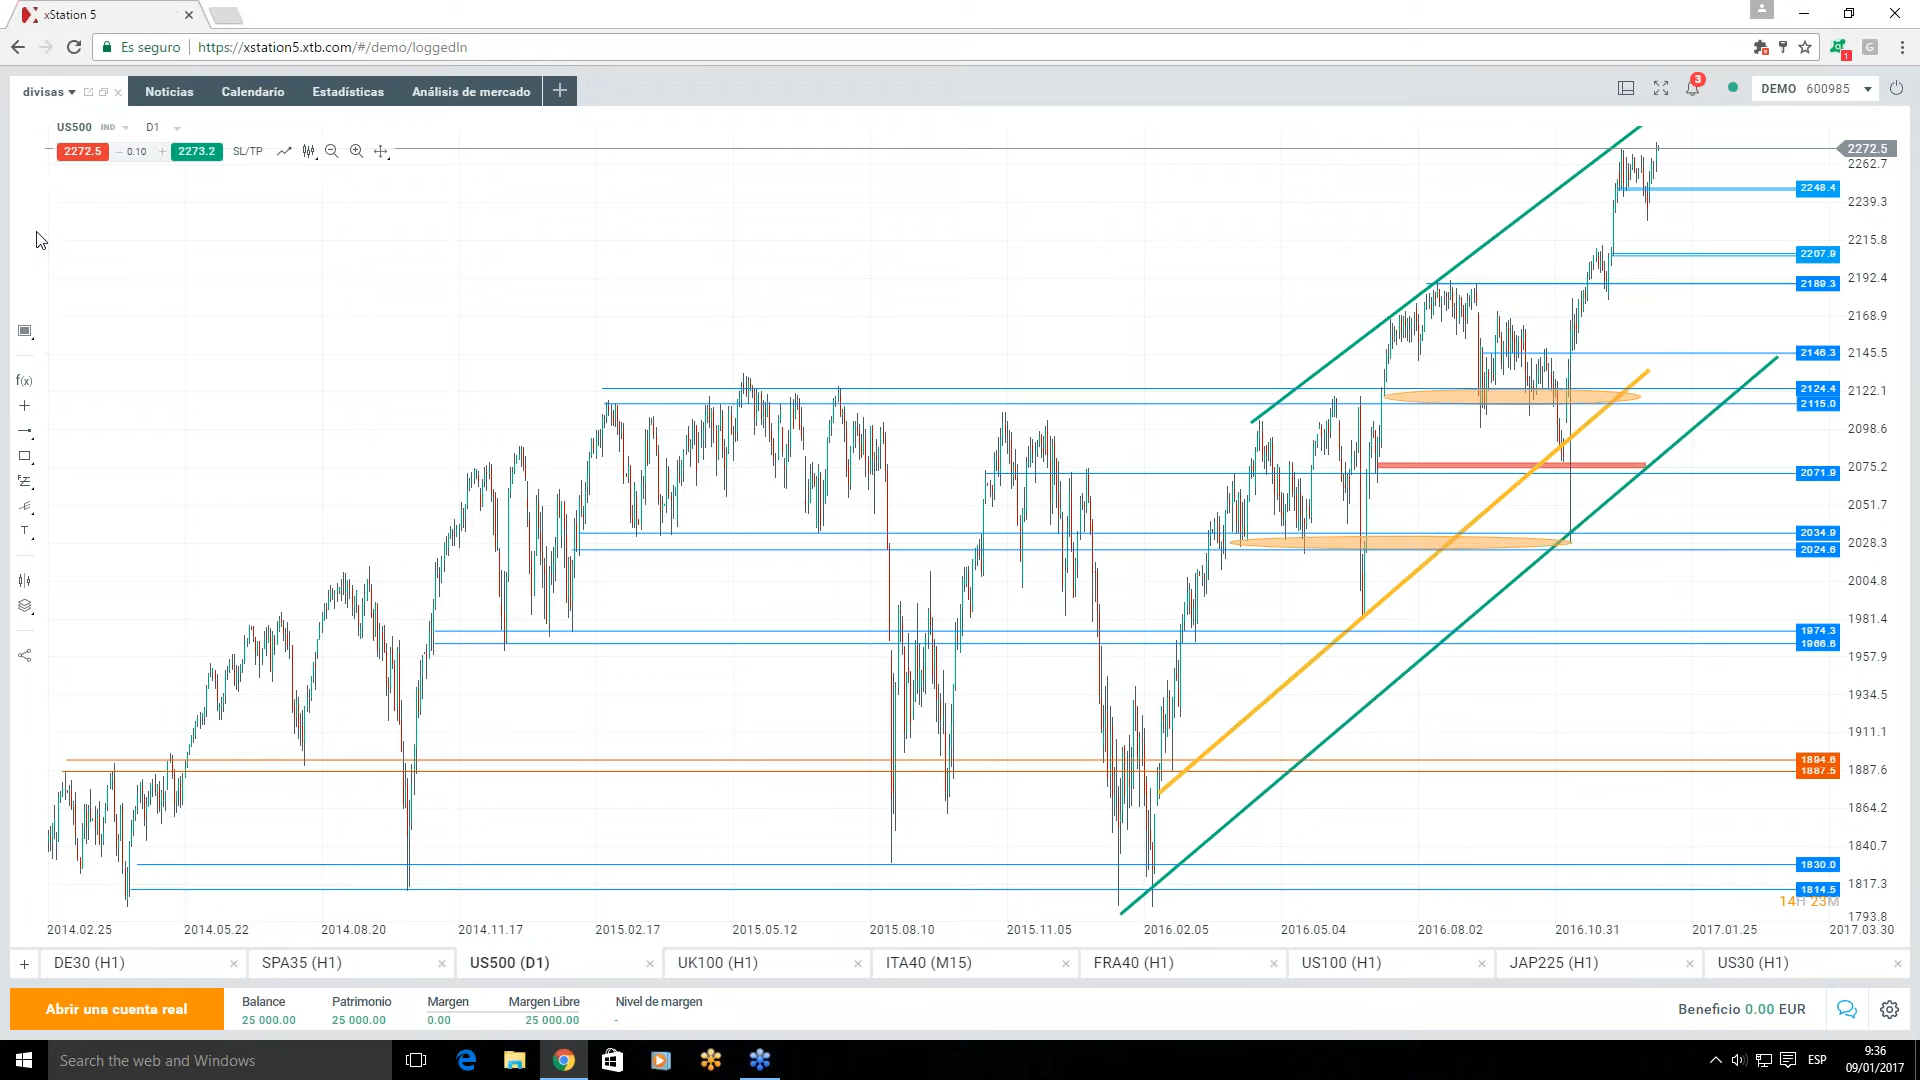 xStation 5
Es seguro https://xstation5.xtb.com/#/demo/loggedIn
divisas Noticias Calendario Estadísticas Análisis de mercado 3 DEMO 600985
US500 IND D1
2272.5 0.10 2273.2 SL/TP
2272.5
2262.7
2248.4
2239.3
2215.8
2207.9
2192.4
2189.3
2168.9
2145.5
2146.3
2124.4
2122.1
2115.0
2098.6
2075.2
2071.9
2051.7
2034.9
2028.3
2024.6
2004.8
1981.4
1974.3
1966.6
1957.9
1934.5
1911.1
1894.6
1887.5
1887.6
1864.2
1840.7
1830.0
1817.3
1814.5
14H 23M
1793.8
f(x)
T
2014.02.25 2014.05.22 2014.08.20 2014.11.17 2015.02.17 2015.05.12 2015.08.10 2015.11.05 2016.02.05 2016.05.04 2016.08.02 2016.10.31 2017.01.25 2017.03.30
DE30 (H1) SPA35 (H1) US500 (D1) UK100 (H1) ITA40 (M15) FRA40 (H1) US100 (H1) JAP225 (H1) US30 (H1)
Abrir una cuenta real
Balance Patrimonio Margen Margen Libre Nivel de margen
25 000.00 25 000.00 0.00 25 000.00 -
Beneficio 0.00 EUR
Search the web and Windows
ESP
9:36
09/01/2017